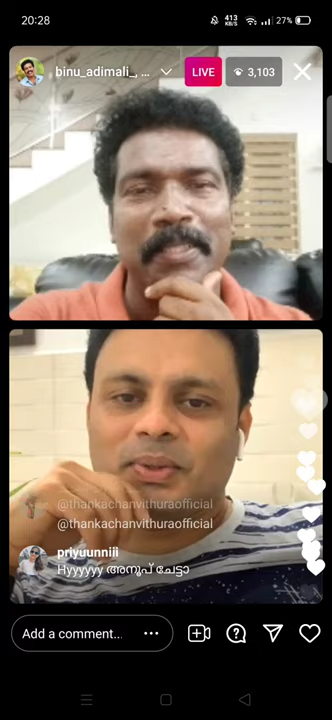 20:28
413
KB/S
27%
binu_adimali_, ...
LIVE
3,103
@thankachanvithuraofficial
@thankachanvithuraofficial
priyuunniii
Hyyyyyy അനൂപ് ചേട്ടാ
Add a comment...